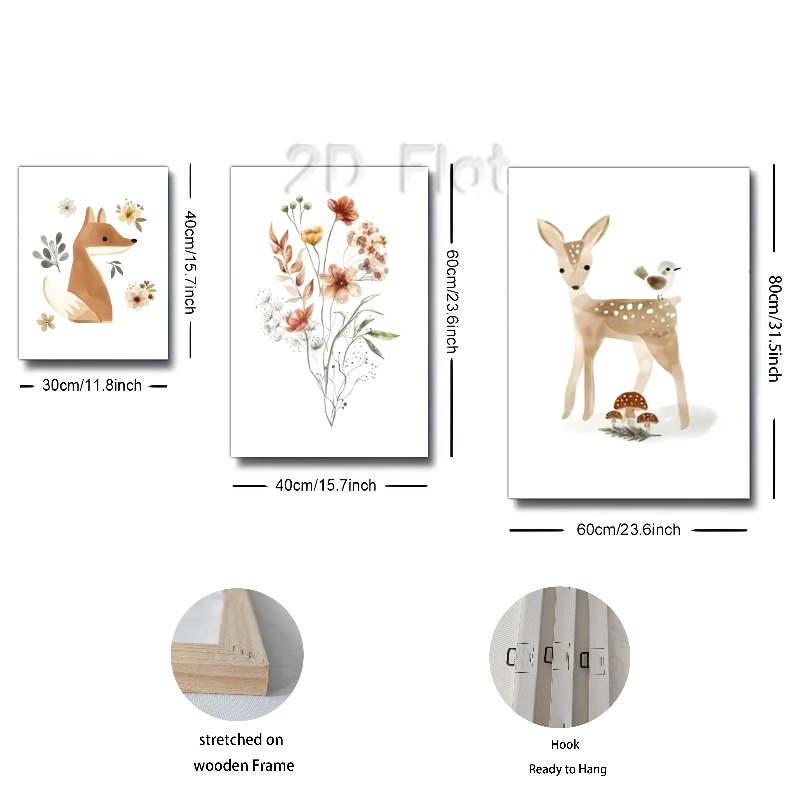 2D Flat
40cm/15.7inch
30cm/11.8inch
60cm/23.6inch
40cm/15.7inch
80cm/31.5inch
60cm/23.6inch
stretched on
wooden Frame
Hook
Ready to Hang